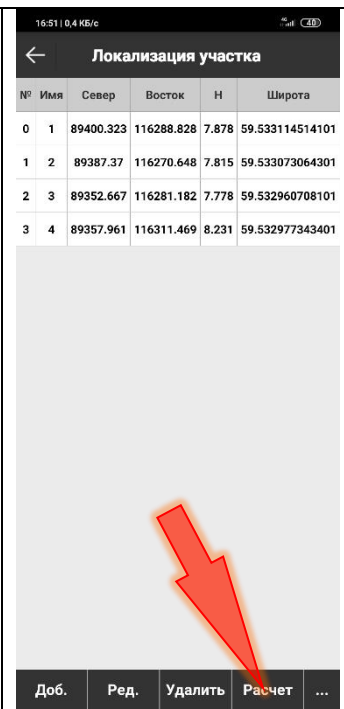 16:51 | 0,4 КБ/с 4G 40
Локализация участка
№ Имя Север Восток H Широта
0 1 89400.323 116288.828 7.878 59.533114514101
1 2 89387.37 116270.648 7.815 59.533073064301
2 3 89352.667 116281.182 7.778 59.532960708101
3 4 89357.961 116311.469 8.231 59.532977343401
Доб. Ред. Удалить Расчет ...